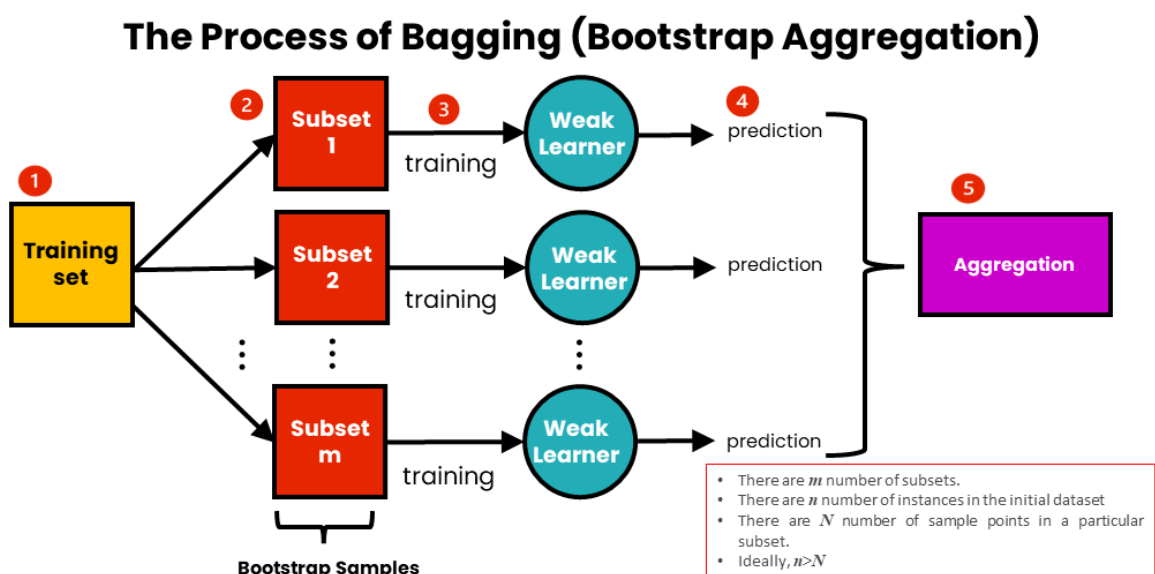 The Process of Bagging (Bootstrap Aggregation)
1
2
3
4
5
Training
set
Subset
1
training
Weak
Learner
prediction
Subset
2
training
Weak
Learner
prediction
Aggregation
Subset
m
training
Weak
Learner
prediction
Bootstrap Samples
• There are m number of subsets.
• There are n number of instances in the initial dataset
• There are N number of sample points in a particular
subset.
• Ideally, n>N